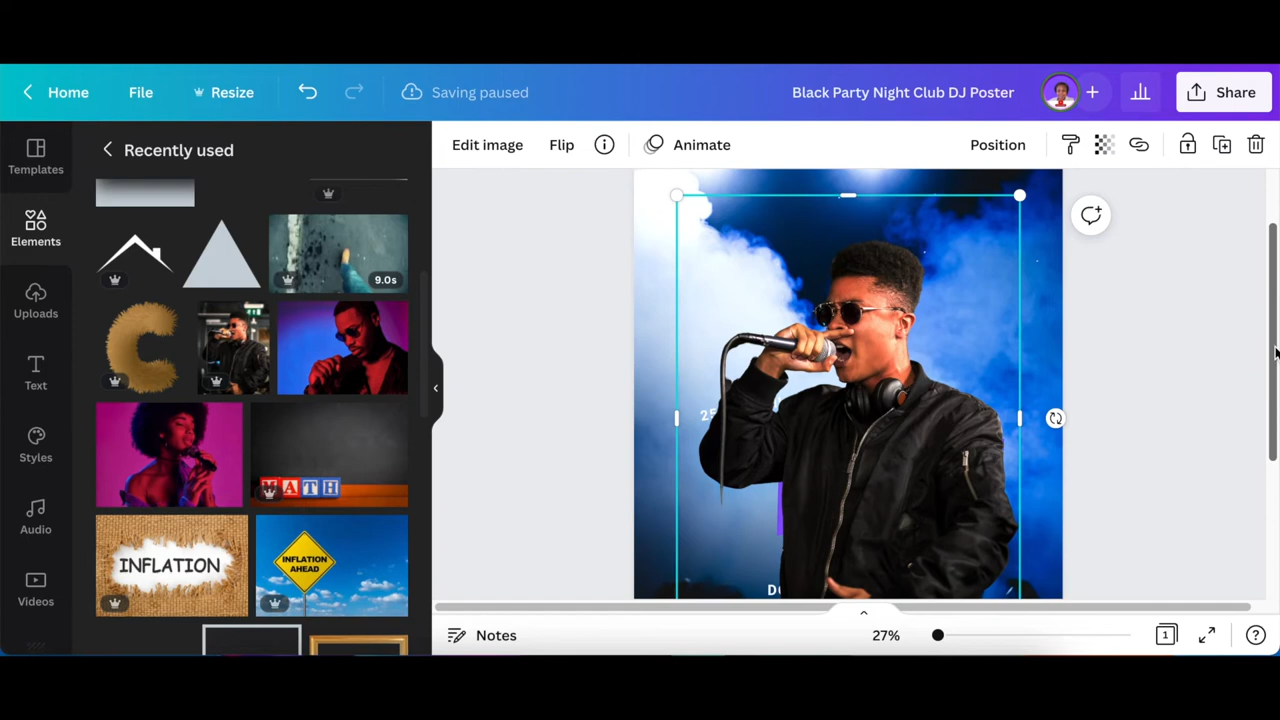 Home File Resize Saving paused Black Party Night Club DJ Poster Share
Templates
Elements
Uploads
Text
Styles
Audio
Videos
Recently used
9.0s
MATH
INFLATION
INFLATION
AHEAD
Edit image Flip Animate Position
25
Notes 27% 1